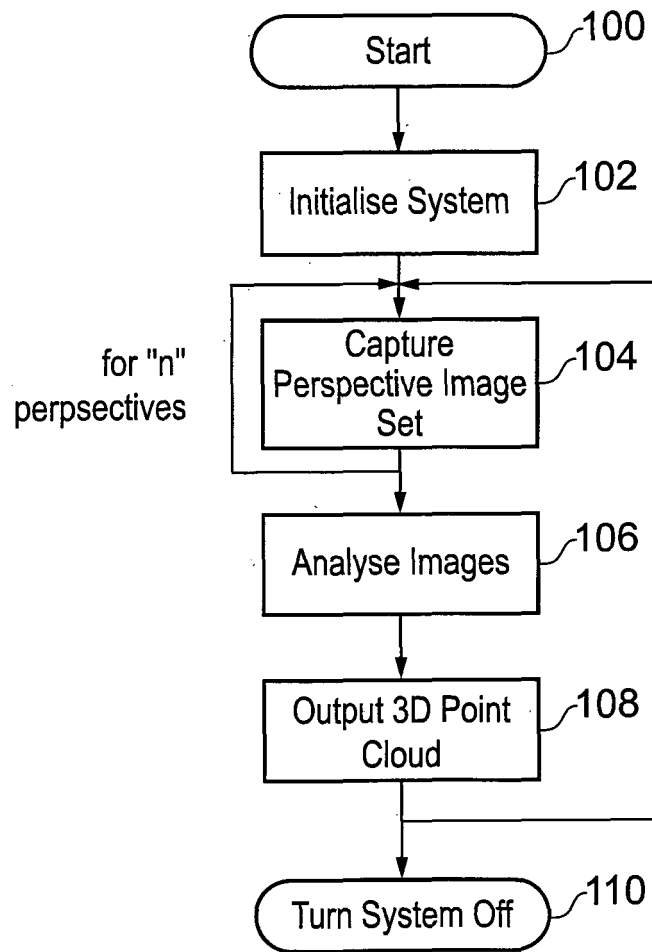 Start
100
Initialise System
102
for "n"
perpsectives
Capture
Perspective Image
Set
104
Analyse Images
106
Output 3D Point
Cloud
108
Turn System Off
110